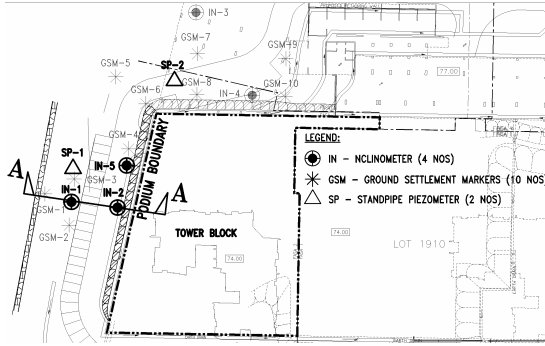 IN-3
GSM-7
GSM-9
GSM-5
SP-2
GSM-8
GSM-10
77.00
GSM-6
IN-4
LEGEND:
GSM-4
IN - NCLINOMETER (4 NOS)
SP-1
IN-5
GSM - GROUND SETTLEMENT MARKERS (10 NOS)
A
GSM-3
PODIUM BOUNDARY
A
SP - STANDPIPE PIEZOMETER (2 NOS)
IN-1
IN-2
GSM-1
GSM-2
TOWER BLOCK
74.00
74.00
LOT 1910